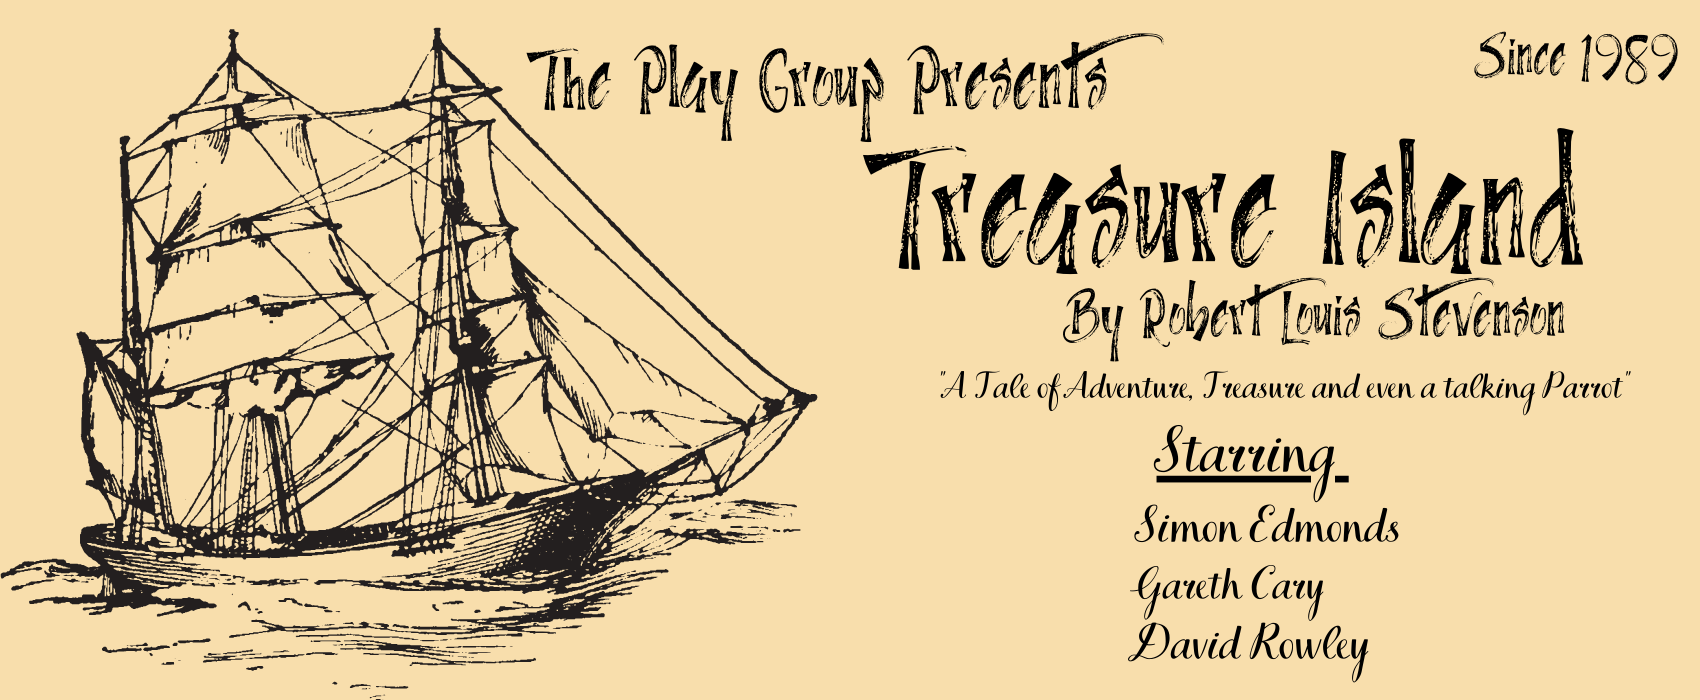 The Play Group Presents
Since 1989
Treasure Island
By Robert Louis Stevenson
"A Tale of Adventure, Treasure and even a talking Parrot"
Starring
Simon Edmonds
Gareth Cary
David Rowley